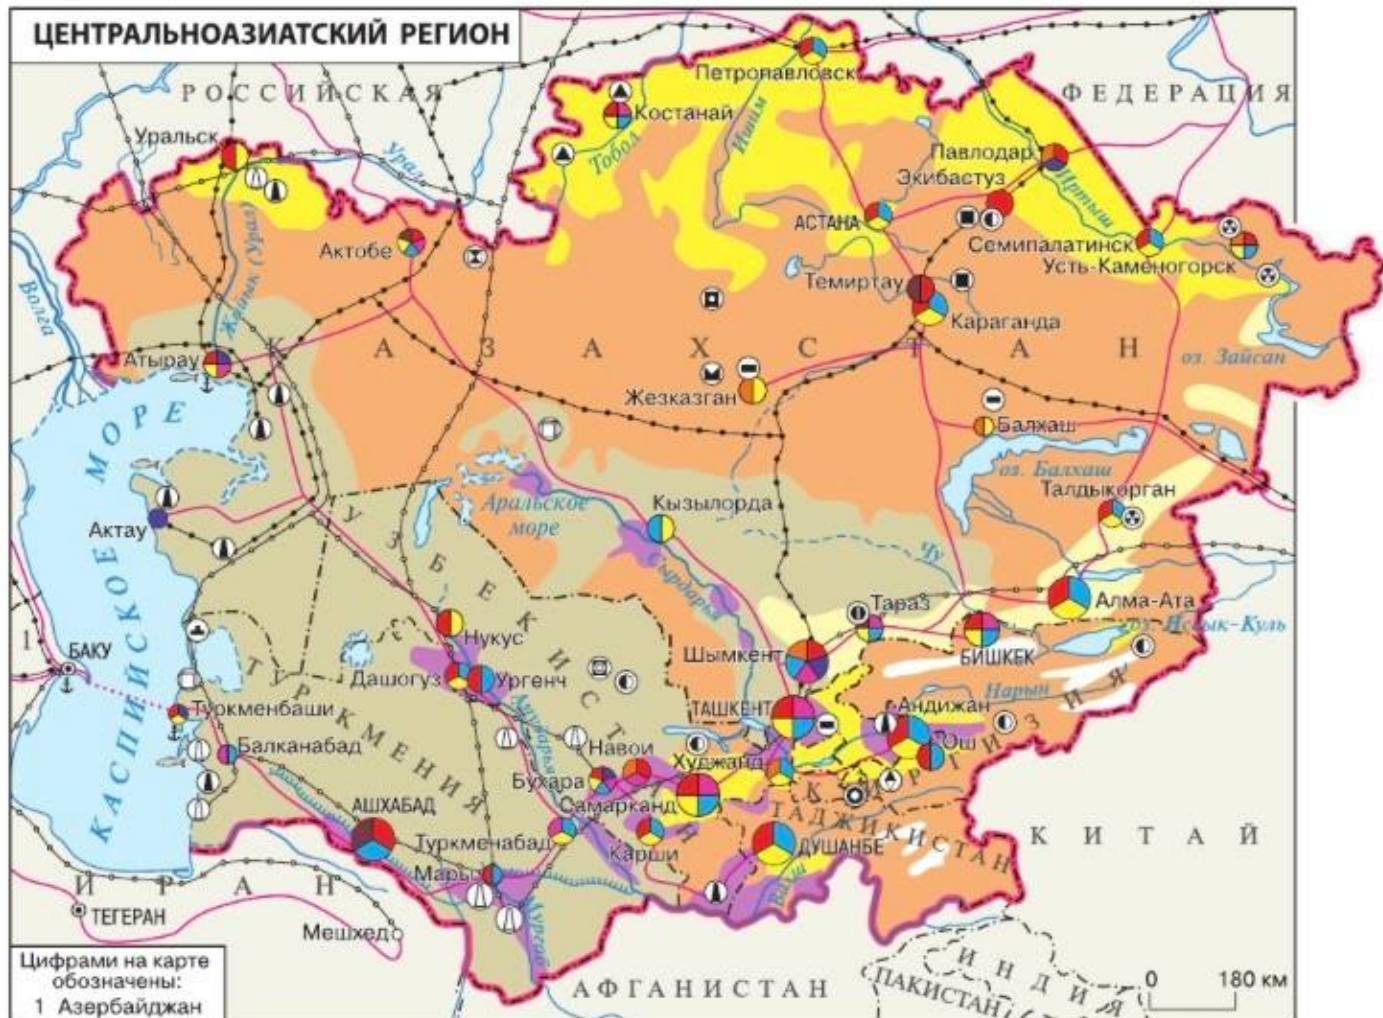 ЦЕНТРАЛЬНОАЗИАТСКИЙ РЕГИОН
РОССИЙСКАЯ
ФЕДЕРАЦИЯ
Петропавловск
Костанай
Тобол
Ишим
Уральск
Урал
Павлодар
Экибастуз
Иртыш
АСТАНА
Семипалатинск
Усть-Каменогорск
Актобе
Темиртау
Караганда
Волга
Жайык (Урал)
КАЗАХСТАН
Атырау
оз. Зайсан
Жезказган
Балхаш
оз. Балхаш
Талдыкорган
КАСПИЙСКОЕ МОРЕ
Аральское
море
Кызылорда
Актау
Сырдарья
Чу
УЗБЕКИСТАН
Тараз
Алма-Ата
оз. Иссык-Куль
БИШКЕК
Нукус
Шымкент
1
БАКУ
Дашогуз
Ургенч
Нарын
ТУРКМЕНИЯ
ТАШКЕНТ
Андижан
Туркменбаши
Амударья
Ош
Балканабад
Навои
Худжанд
КИРГИЗИЯ
Бухара
Самарканд
АШХАБАД
ТАДЖИКИСТАН
Туркменабад
Карши
ДУШАНБЕ
КИТАЙ
Мары
Вахш
ИРАН
ТЕГЕРАН
Мешхед
Мургаб
АФГАНИСТАН
ИНДИЯ
ПАКИСТАН
0 180 км
Цифрами на карте
обозначены:
1 Азербайджан